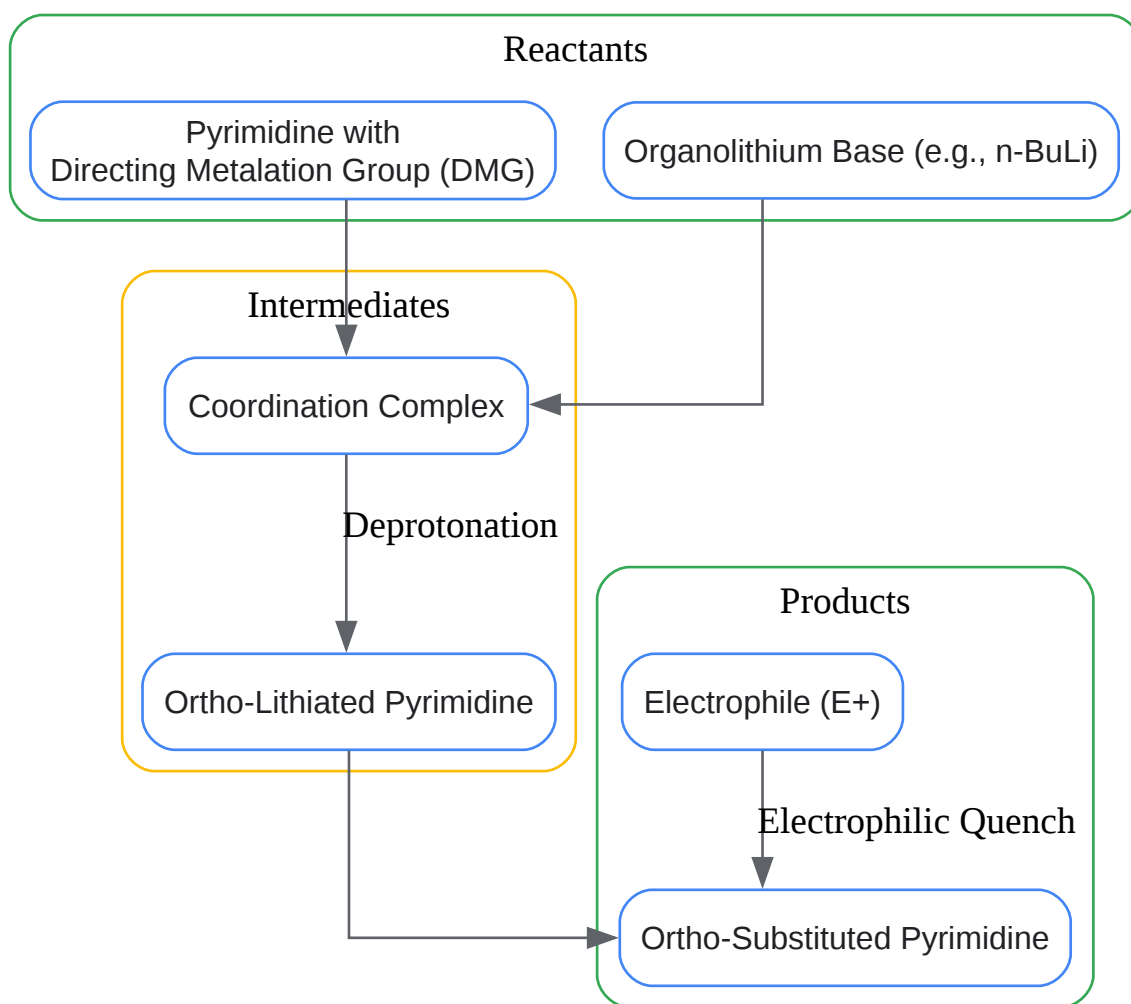 Reactants
Pyrimidine with
Directing Metalation Group (DMG)
Organolithium Base (e.g., n-BuLi)
Intermediates
Coordination Complex
Deprotonation
Ortho-Lithiated Pyrimidine
Products
Electrophile (E+)
Electrophilic Quench
Ortho-Substituted Pyrimidine